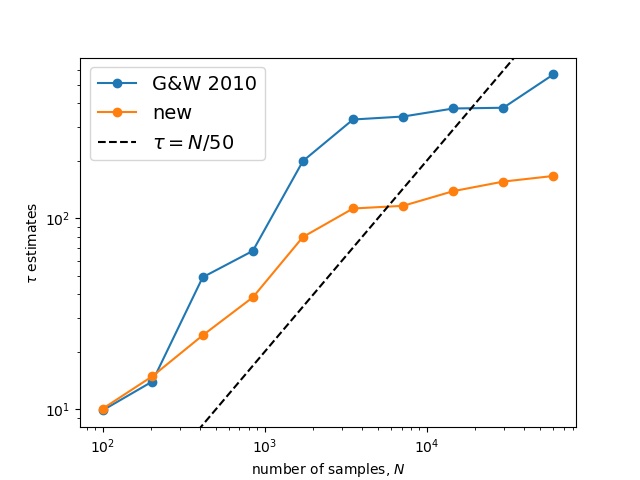 G&W 2010
new
τ = N/50
τ estimates
10²
10¹
10²
10³
10⁴
number of samples, N